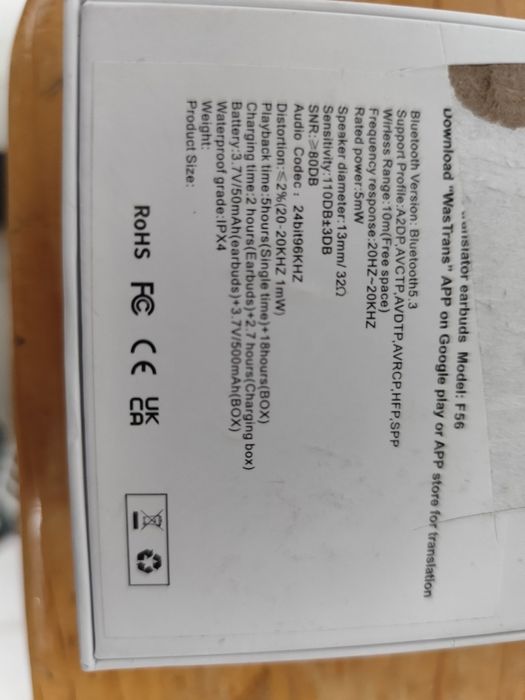 earbuds Model: F56
Download "WasTrans" APP on Google play or APP store for translation
Bluetooth Version: Bluetooth5.3
Support Profile:A2DP,AVCTP,AVDTP,AVRCP,HFP,SPP
Wirless Range:10m(Free space)
Frequency response:20HZ~20KHZ
Rated power:5mW
Speaker diameter:13mm/ 32Ω
Sensitivity:110DB±3DB
SNR:≥80DB
Audio Codec: 24bit96KHZ
Distortion:≤2%(20-20KHZ 1mW)
Playback time:5hours(Single time)+18hours(BOX)
Charging time:2 hours(Earbuds)+2.7 hours(Charging box)
Battery:3.7V/50mAh(earbuds)+3.7V/500mAh(BOX)
Waterproof grade:IPX4
Weight:
Product Size:
RoHS FC CE UK CA